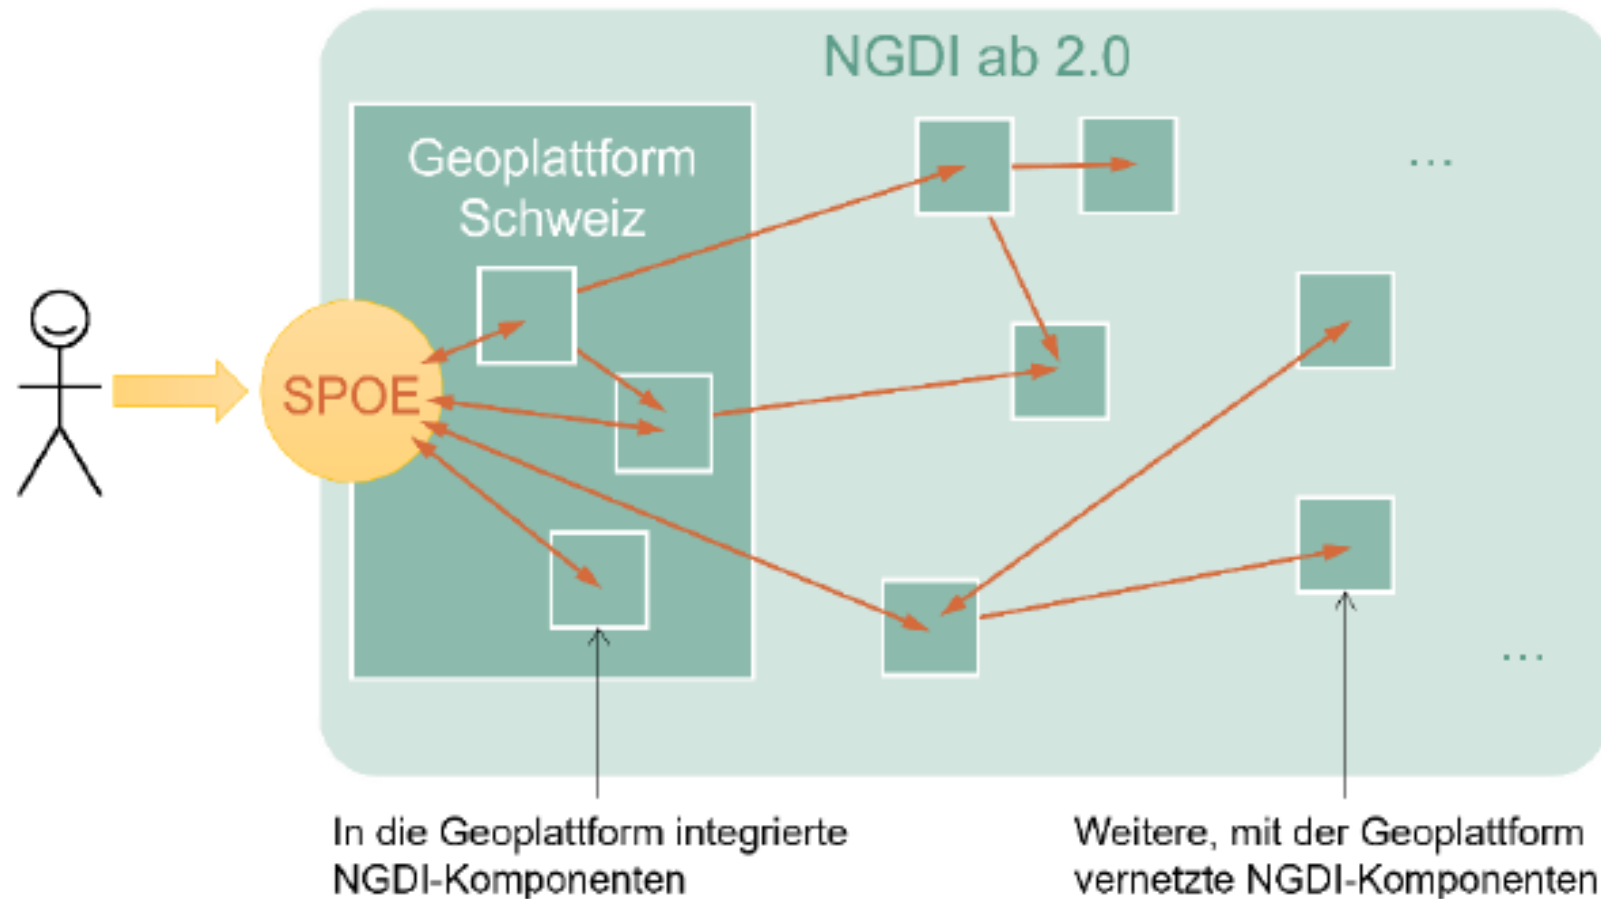 NGDI ab 2.0
Geoplattform
Schweiz
...
SPOE
...
In die Geoplattform integrierte
NGDI-Komponenten
Weitere, mit der Geoplattform
vernetzte NGDI-Komponenten